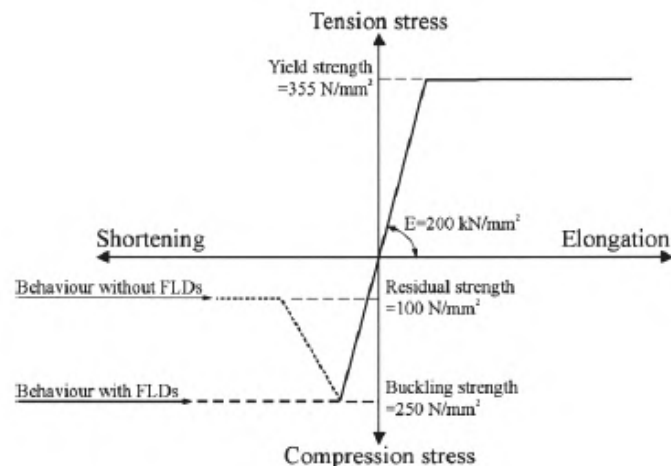 Tension stress
Yield strength
=355 N/mm²
E=200 kN/mm²
Shortening
Elongation
Behaviour without FLDs
Residual strength
=100 N/mm²
Behaviour with FLDs
Buckling strength
=250 N/mm²
Compression stress